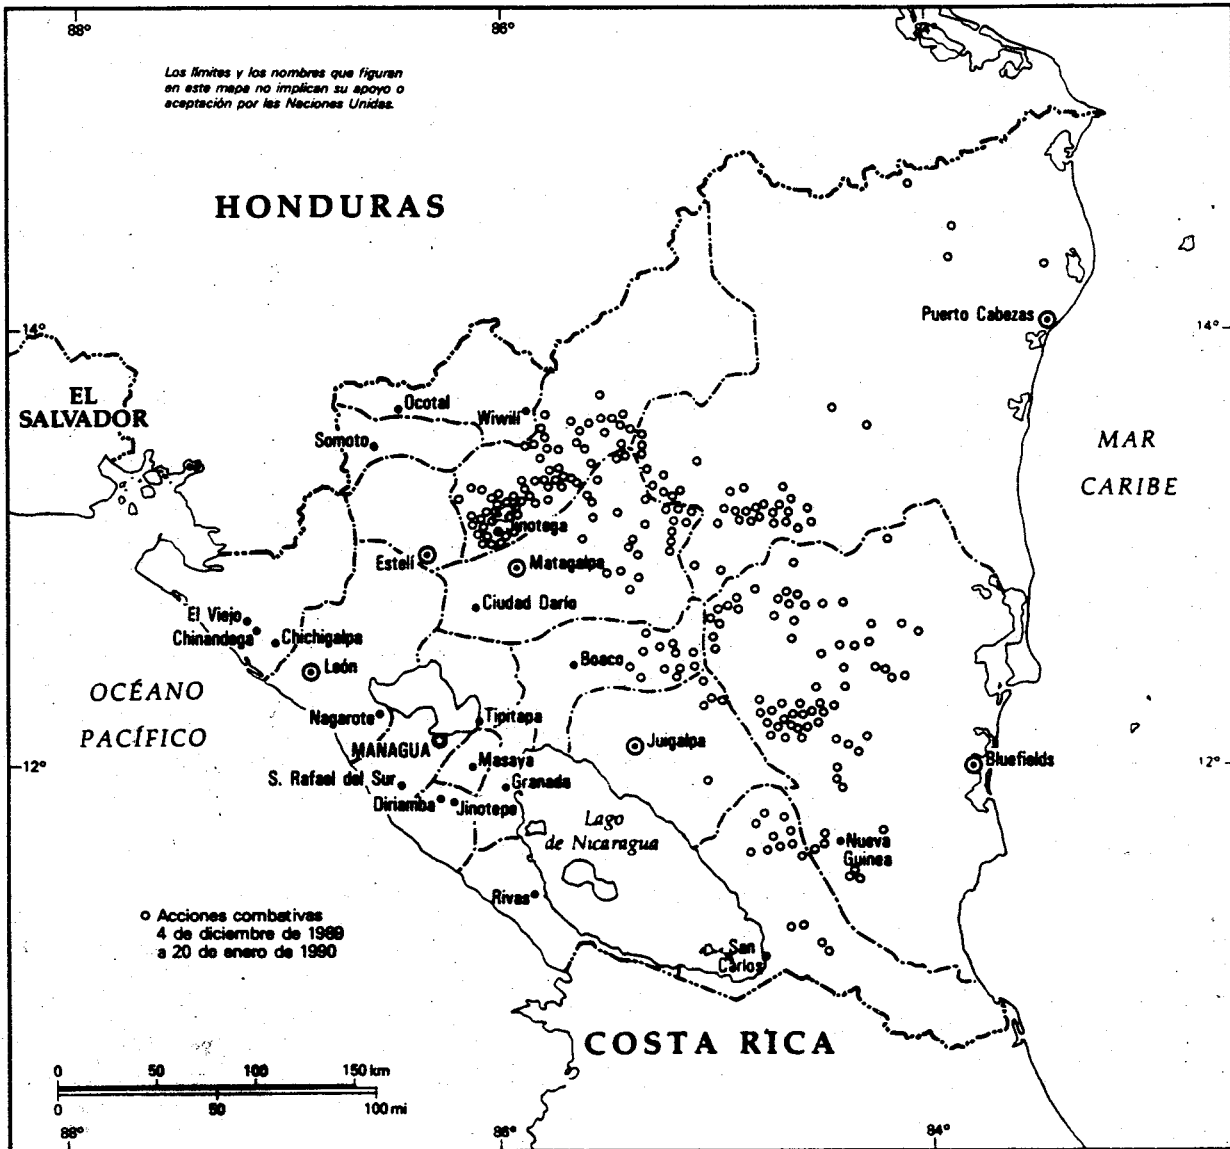 88°
86°
84°
Los límites y los nombres que figuran
en este mapa no implican su apoyo o
aceptación por las Naciones Unidas.
HONDURAS
Puerto Cabezas
14°
14°
EL
SALVADOR
Ocotal
Wiwilí
Somoto
MAR
CARIBE
Jinotega
Estelí
Matagalpa
Ciudad Darío
El Viejo
Chinandega
Chichigalpa
León
Boaco
OCÉANO
PACÍFICO
Nagarote
Tipitapa
MANAGUA
Juigalpa
Masaya
Bluefields
12°
12°
S. Rafael del Sur
Granada
Diriamba
Jinotepe
Lago
de Nicaragua
Nueva
Guinea
Rivas
Acciones combativas
4 de diciembre de 1989
a 20 de enero de 1990
San
Carlos
COSTA RICA
0 50 100 150 km
0 50 100 mi
88°
86°
84°